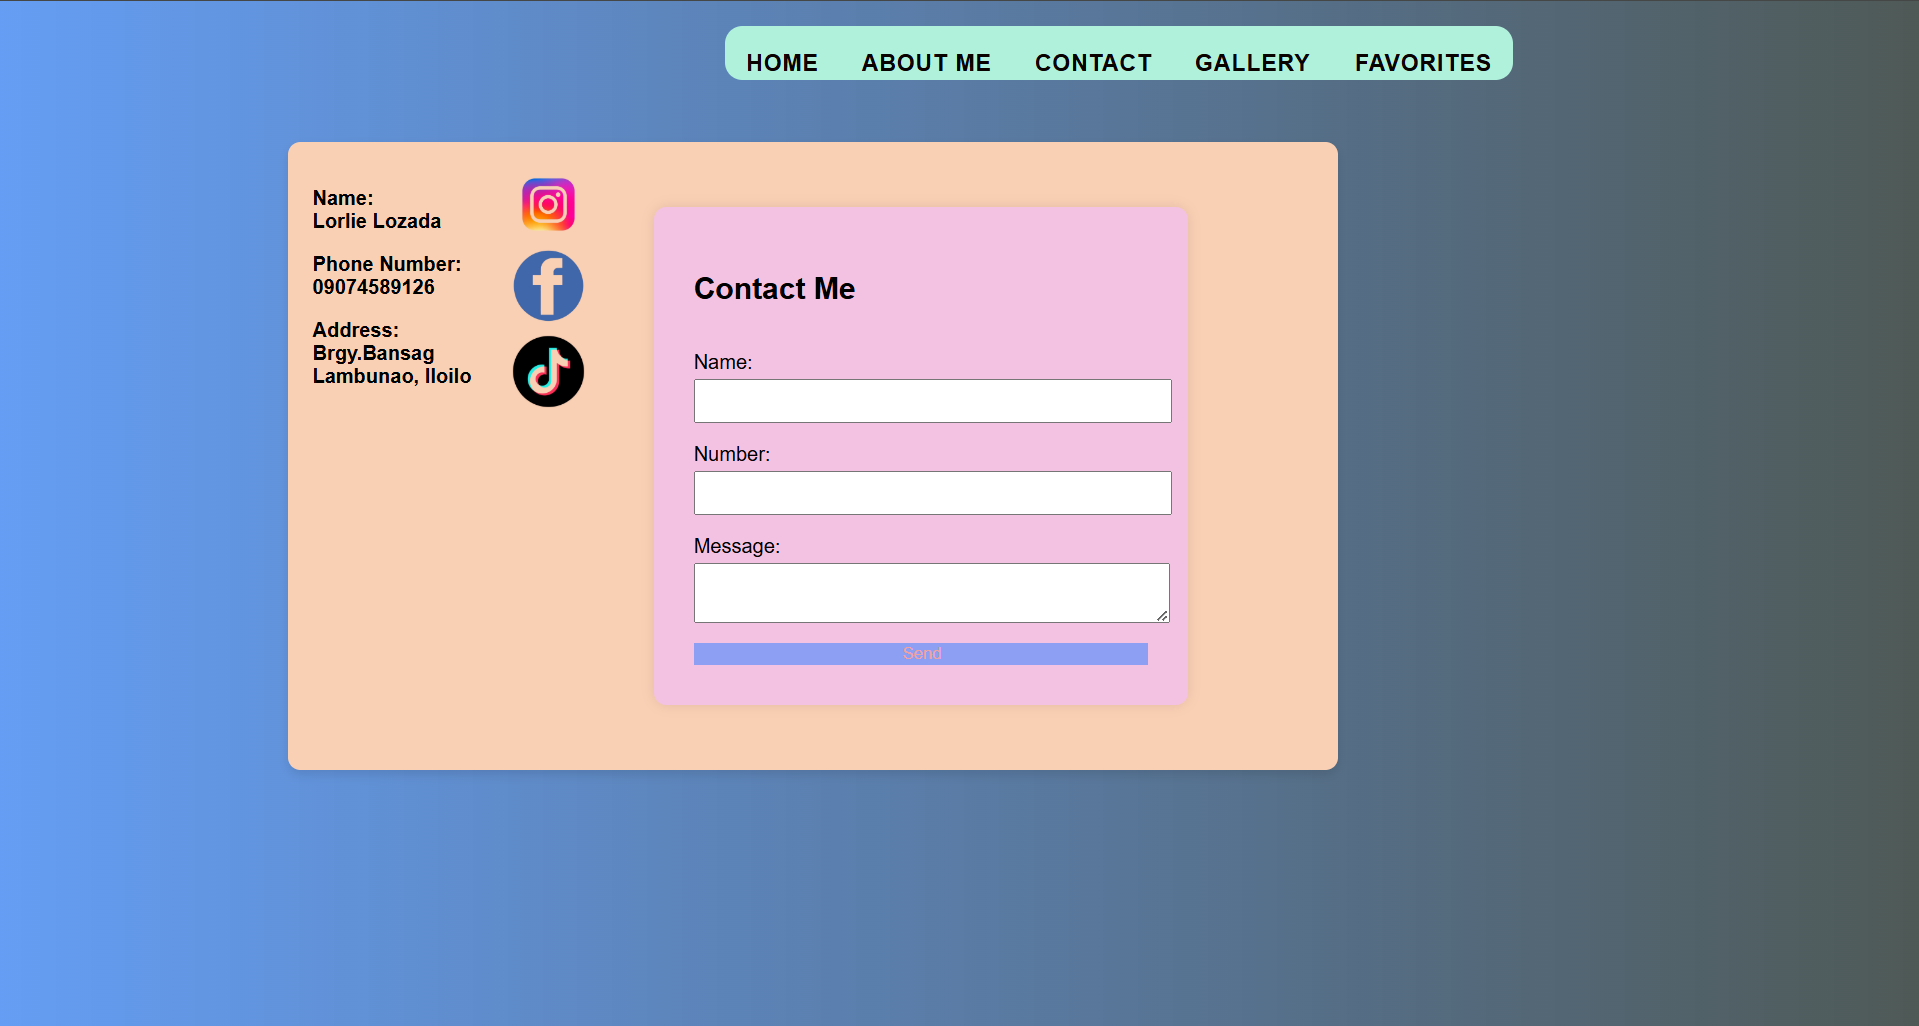 HOME ABOUT ME CONTACT GALLERY FAVORITES
Name:
Lorlie Lozada
Phone Number:
09074589126
Address:
Brgy.Bansag
Lambunao, Iloilo
Contact Me
Name:
Number:
Message:
Send